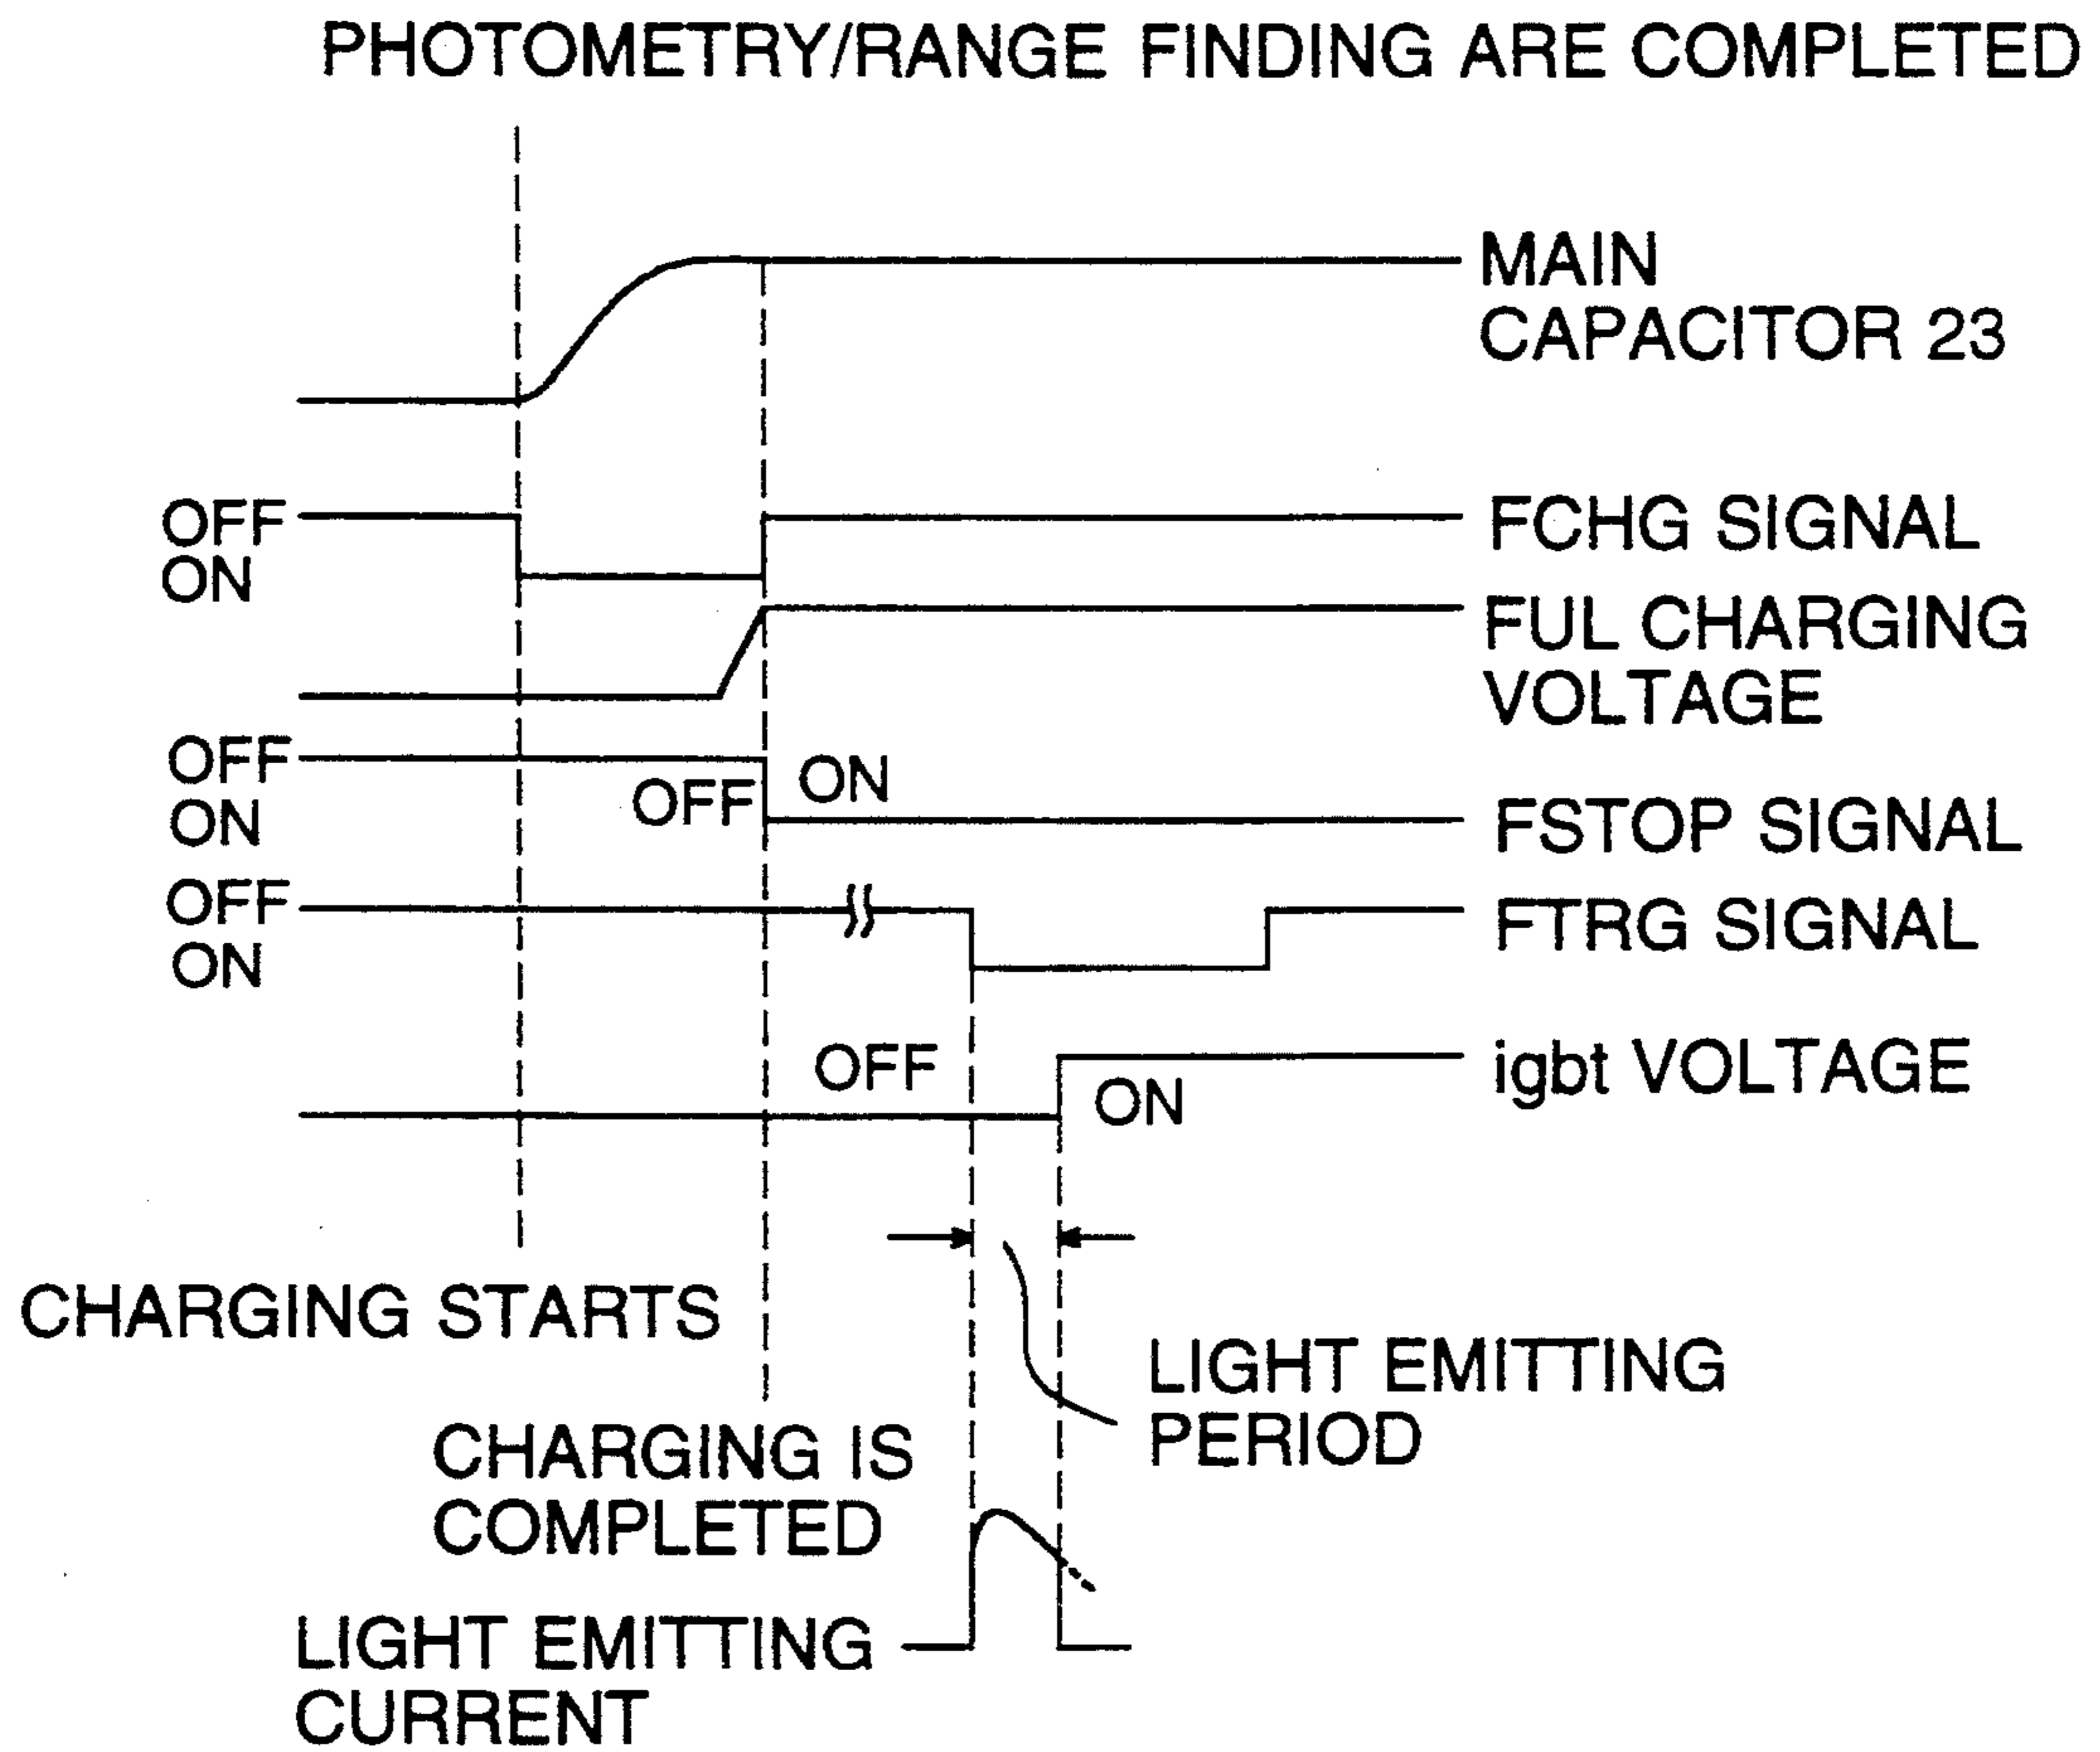 PHOTOMETRY/RANGE FINDING ARE COMPLETED
MAIN
CAPACITOR 23
OFF
ON
FCHG SIGNAL
FUL CHARGING
VOLTAGE
OFF
ON
OFF
ON
FSTOP SIGNAL
OFF
ON
FTRG SIGNAL
OFF
ON
igbt VOLTAGE
CHARGING STARTS
LIGHT EMITTING
PERIOD
CHARGING IS
COMPLETED
LIGHT EMITTING
CURRENT